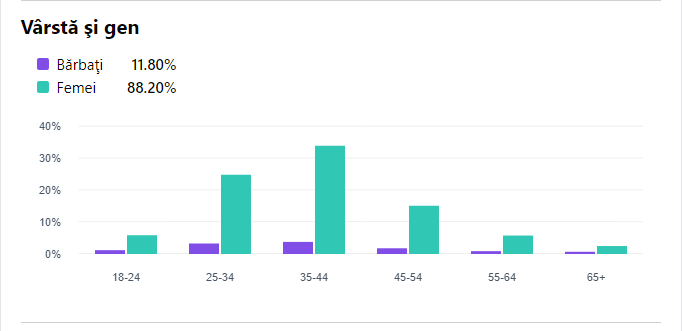 Vârstă şi gen
Bărbaţi 11.80%
Femei 88.20%
40%
30%
20%
10%
0%
18-24 25-34 35-44 45-54 55-64 65+